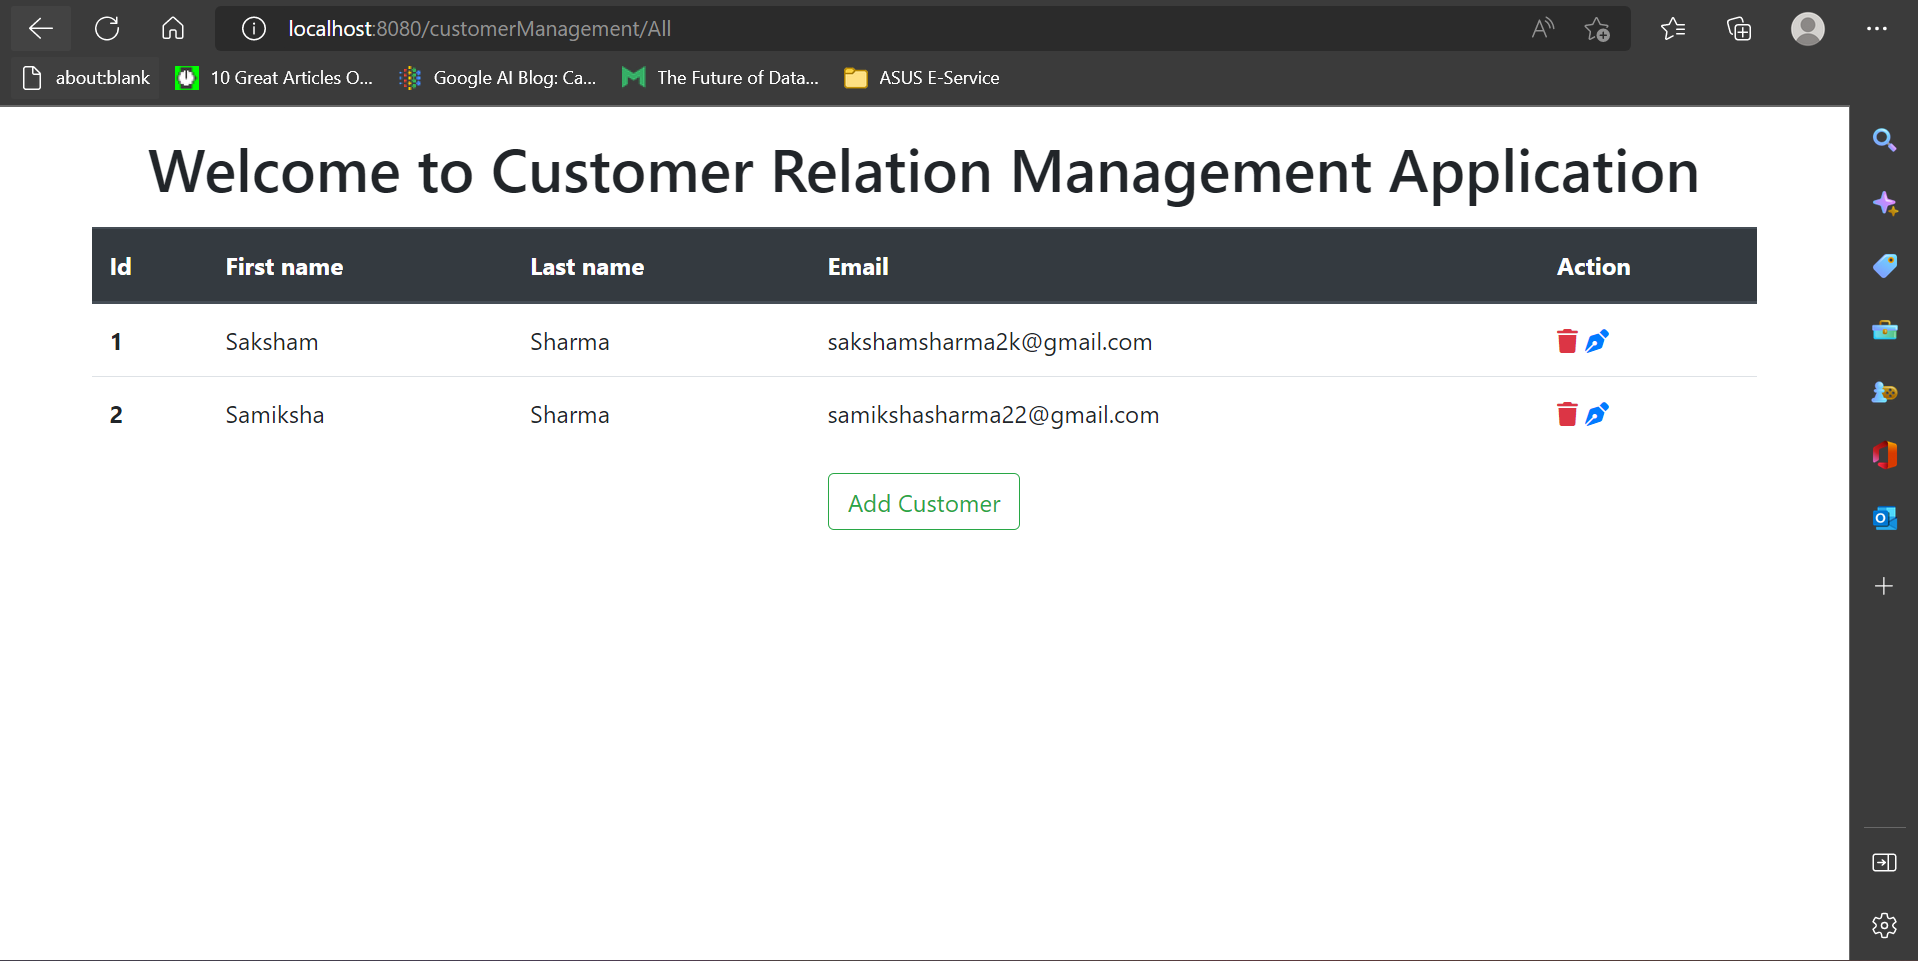 localhost:8080/customerManagement/All
about:blank 10 Great Articles O... Google AI Blog: Ca... The Future of Data... ASUS E-Service
Welcome to Customer Relation Management Application
Id First name Last name Email Action
1 Saksham Sharma sakshamsharma2k@gmail.com
2 Samiksha Sharma samikshasharma22@gmail.com
Add Customer